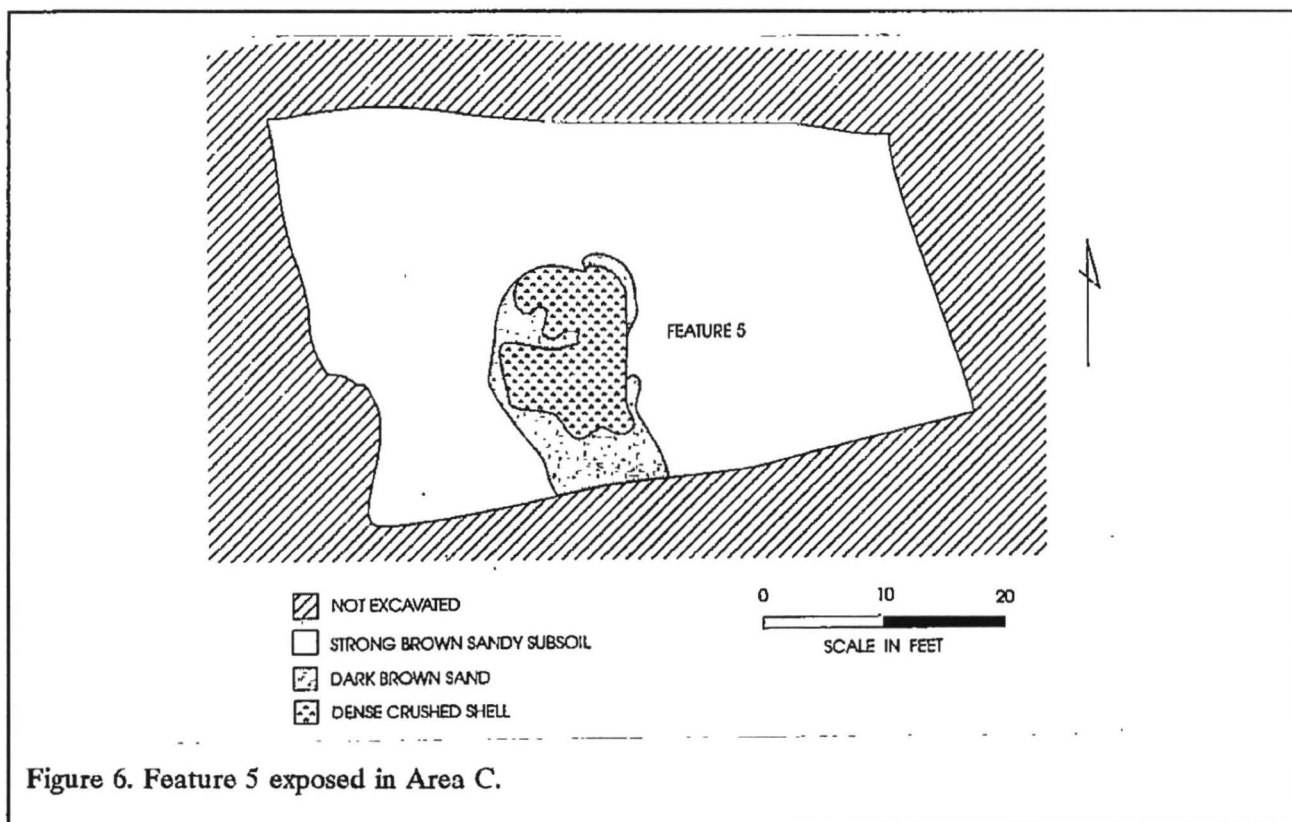 FEATURE 5
NOT EXCAVATED
STRONG BROWN SANDY SUBSOIL
DARK BROWN SAND
DENSE CRUSHED SHELL
0 10 20
SCALE IN FEET
Figure 6. Feature 5 exposed in Area C.